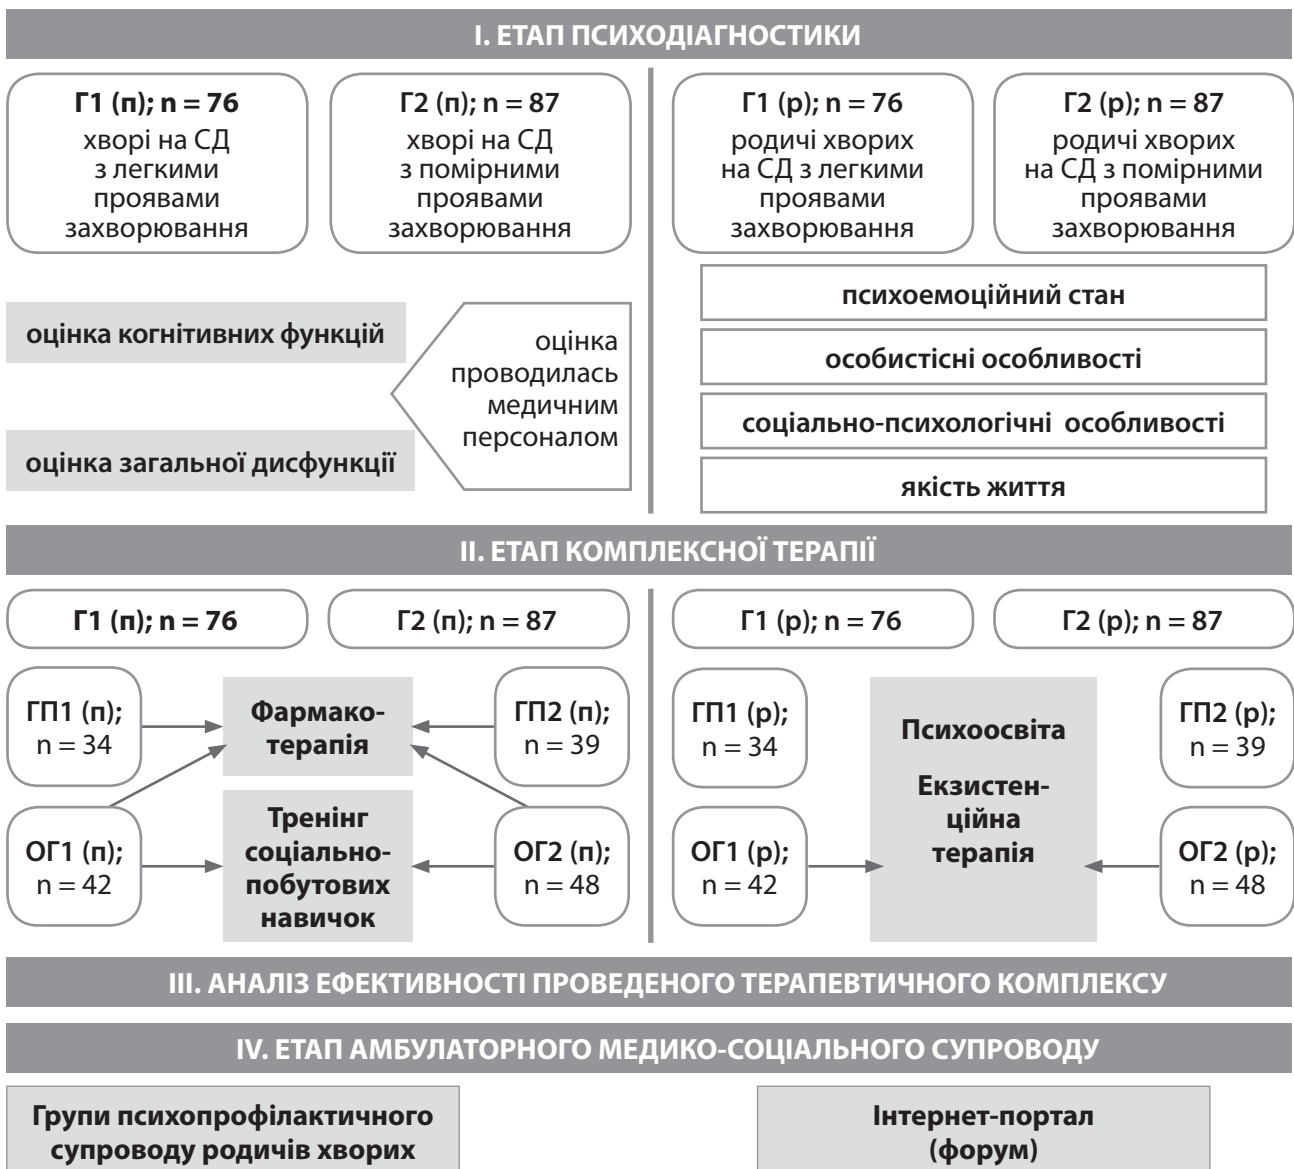 І. ЕТАП ПСИХОДІАГНОСТИКИ
Г1 (п); n = 76
хворі на СД
з легкими
проявами
захворювання
Г2 (п); n = 87
хворі на СД
з помірними
проявами
захворювання
Г1 (р); n = 76
родичі хворих
на СД з легкими
проявами
захворювання
Г2 (р); n = 87
родичі хворих
на СД з помірними
проявами
захворювання
оцінка когнітивних функцій
оцінка загальної дисфункції
оцінка
проводилась
медичним
персоналом
психоемоційний стан
особистісні особливості
соціально-психологічні особливості
якість життя
ІІ. ЕТАП КОМПЛЕКСНОЇ ТЕРАПІЇ
Г1 (п); n = 76
Г2 (п); n = 87
Г1 (р); n = 76
Г2 (р); n = 87
ГП1 (п);
n = 34
Фармако-
терапія
ГП2 (п);
n = 39
ОГ1 (п);
n = 42
Тренінг
соціально-
побутових
навичок
ОГ2 (п);
n = 48
ГП1 (р);
n = 34
Психоосвіта
Екзистен-
ційна
терапія
ГП2 (р);
n = 39
ОГ1 (р);
n = 42
ОГ2 (р);
n = 48
ІІІ. АНАЛІЗ ЕФЕКТИВНОСТІ ПРОВЕДЕНОГО ТЕРАПЕВТИЧНОГО КОМПЛЕКСУ
IV. ЕТАП АМБУЛАТОРНОГО МЕДИКО-СОЦІАЛЬНОГО СУПРОВОДУ
Групи психопрофілактичного
супроводу родичів хворих
Інтернет-портал
(форум)